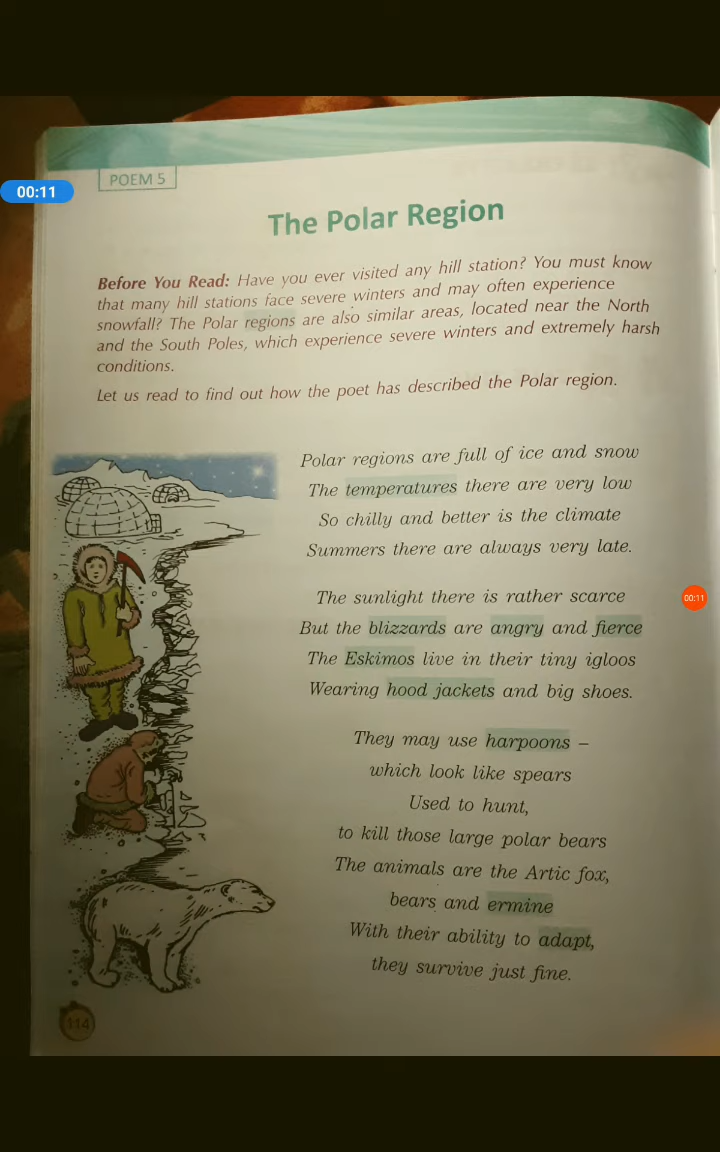 POEM 5
00:11
The Polar Region
Before You Read: Have you ever visited any hill station? You must know
that many hill stations face severe winters and may often experience
snowfall? The Polar regions are also similar areas, located near the North
and the South Poles, which experience severe winters and extremely harsh
conditions.
Let us read to find out how the poet has described the Polar region.
Polar regions are full of ice and snow
The temperatures there are very low
So chilly and better is the climate
Summers there are always very late.
The sunlight there is rather scarce
00:11
But the blizzards are angry and fierce
The Eskimos live in their tiny igloos
Wearing hood jackets and big shoes.
They may use harpoons –
which look like spears
Used to hunt,
to kill those large polar bears
The animals are the Artic fox,
bears and ermine
With their ability to adapt,
they survive just fine.
114